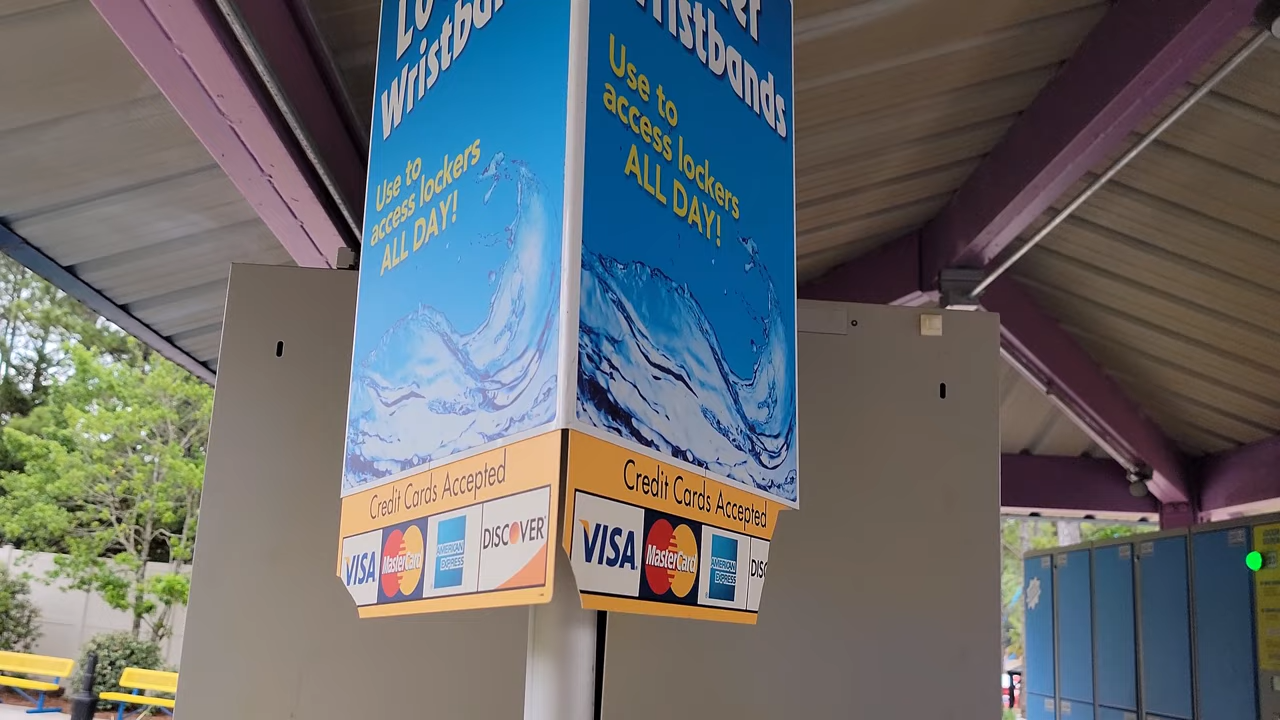 Wristbands
Use to
access lockers
ALL DAY!
Credit Cards Accepted
VISA MasterCard AMERICAN EXPRESS DISCOVER
Wristbands
Use to
access lockers
ALL DAY!
Credit Cards Accepted
VISA MasterCard AMERICAN EXPRESS